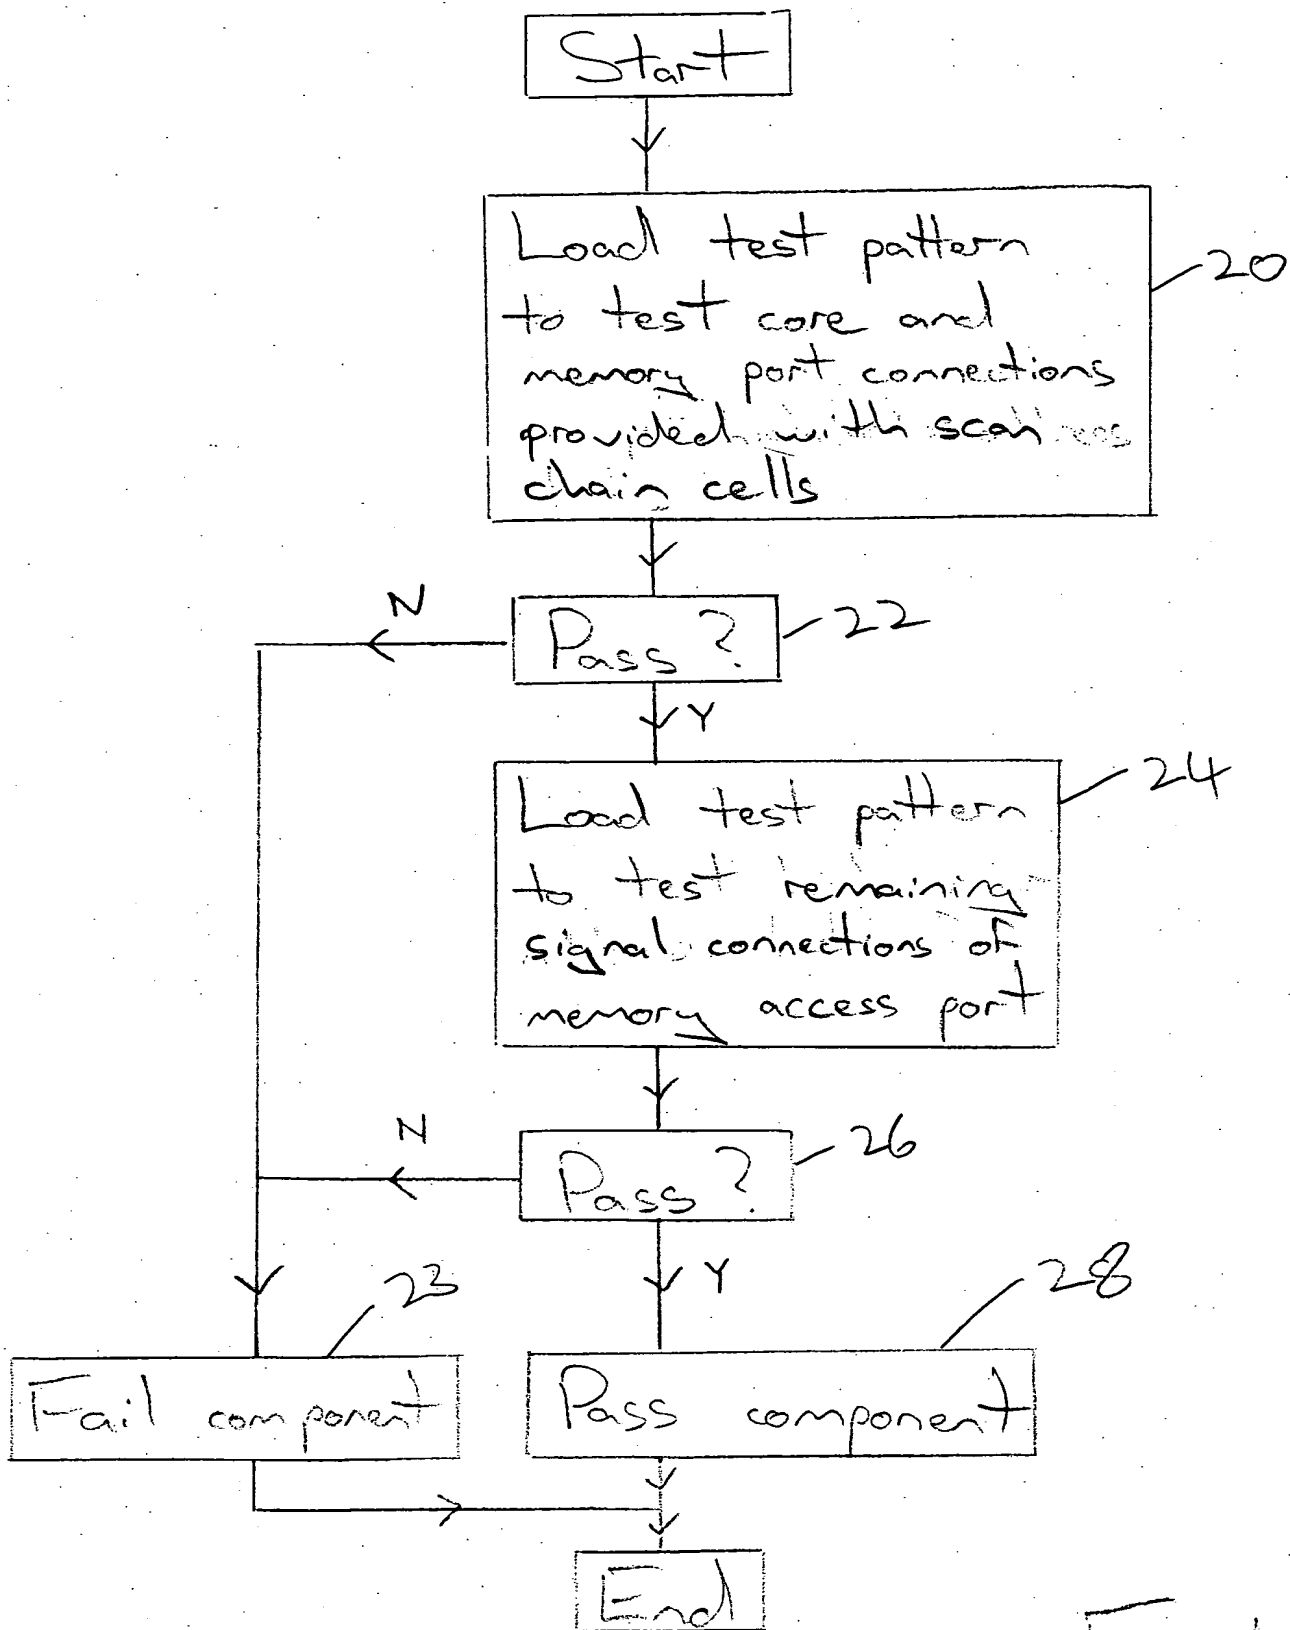 Start
Load test pattern
to test core and
memory port connections
provided with scan
chain cells
20
N
Pass ?
22
Y
Load test pattern
to test remaining
signal connections of
memory access port
24
N
Pass ?
26
Y
23
28
Fail component
Pass component
End